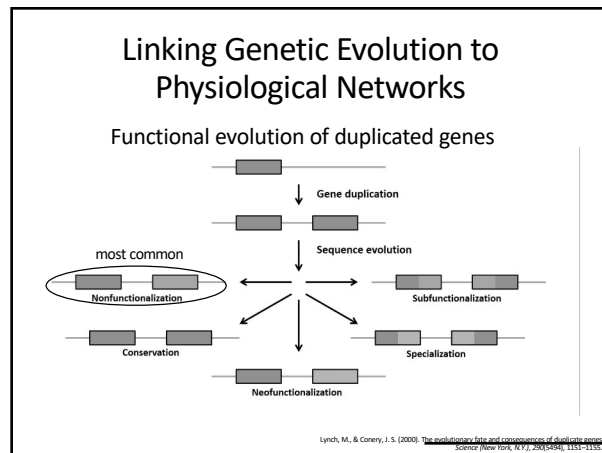 Linking Genetic Evolution to
Physiological Networks
Functional evolution of duplicated genes
Gene duplication
Sequence evolution
most common
Nonfunctionalization
Subfunctionalization
Conservation
Specialization
Neofunctionalization
Lynch, M., & Conery, J. S. (2000). The evolutionary fate and consequences of duplicate genes.
Science (New York, N.Y.), 290(5494), 1151–1155.